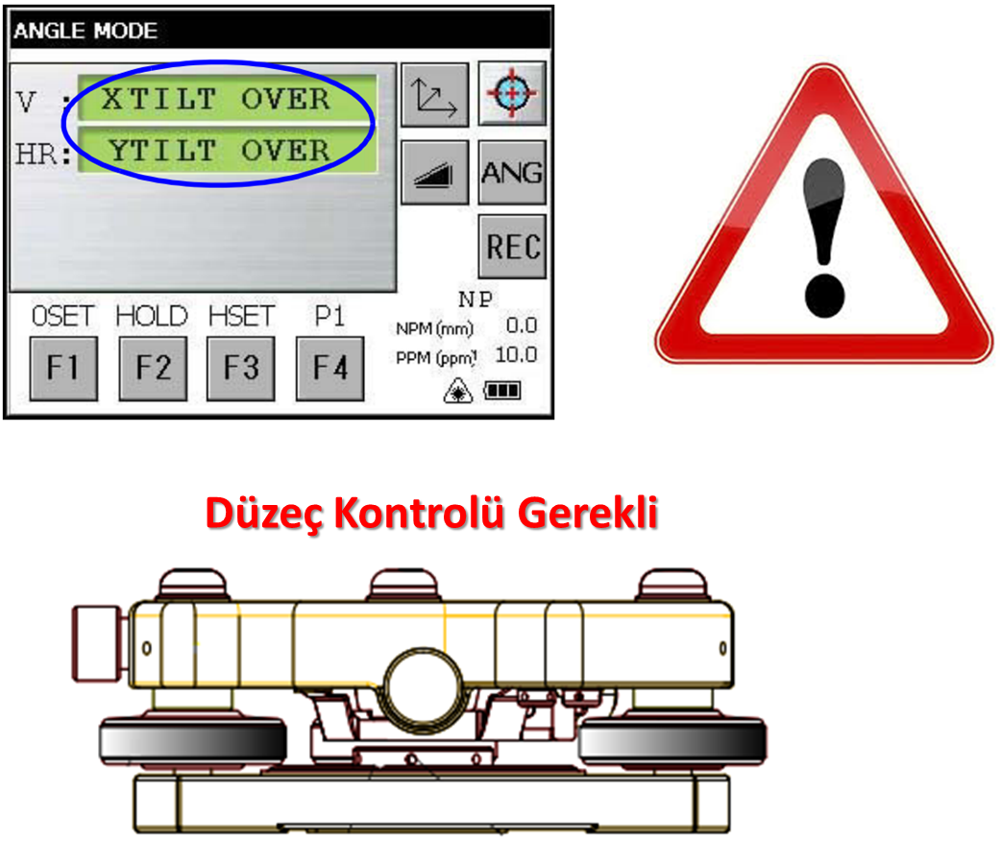 ANGLE MODE
V : XTILT OVER
HR: YTILT OVER
ANG
REC
NP
0SET HOLD HSET P1
NPM (mm) 0.0
F1 F2 F3 F4
PPM (ppm) 10.0
Düzeç Kontrolü Gerekli